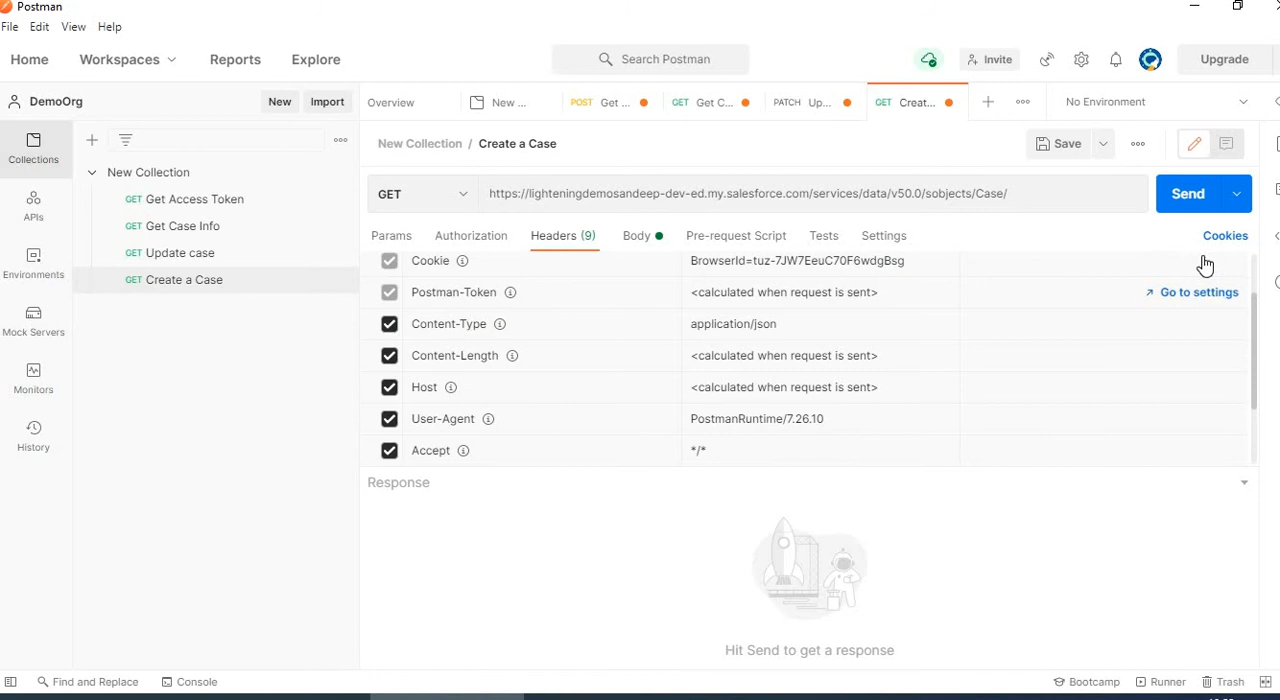 Postman
File Edit View Help
Home Workspaces Reports Explore Search Postman Invite Upgrade
DemoOrg New Import Overview New ... POST Get ... GET Get C... PATCH Up... GET Creat... No Environment
New Collection / Create a Case Save
Collections
New Collection
GET https://lighteningdemosandeep-dev-ed.my.salesforce.com/services/data/v50.0/sobjects/Case/ Send
GET Get Access Token
APIs
GET Get Case Info
Params Authorization Headers (9) Body Pre-request Script Tests Settings Cookies
GET Update case
Environments
GET Create a Case
Cookie BrowserId=tuz-7JW7EeuC70F6wdgBsg
Postman-Token <calculated when request is sent> Go to settings
Mock Servers
Content-Type application/json
Content-Length <calculated when request is sent>
Monitors
Host <calculated when request is sent>
User-Agent PostmanRuntime/7.26.10
History
Accept */*
Response
Hit Send to get a response
Find and Replace Console Bootcamp Runner Trash